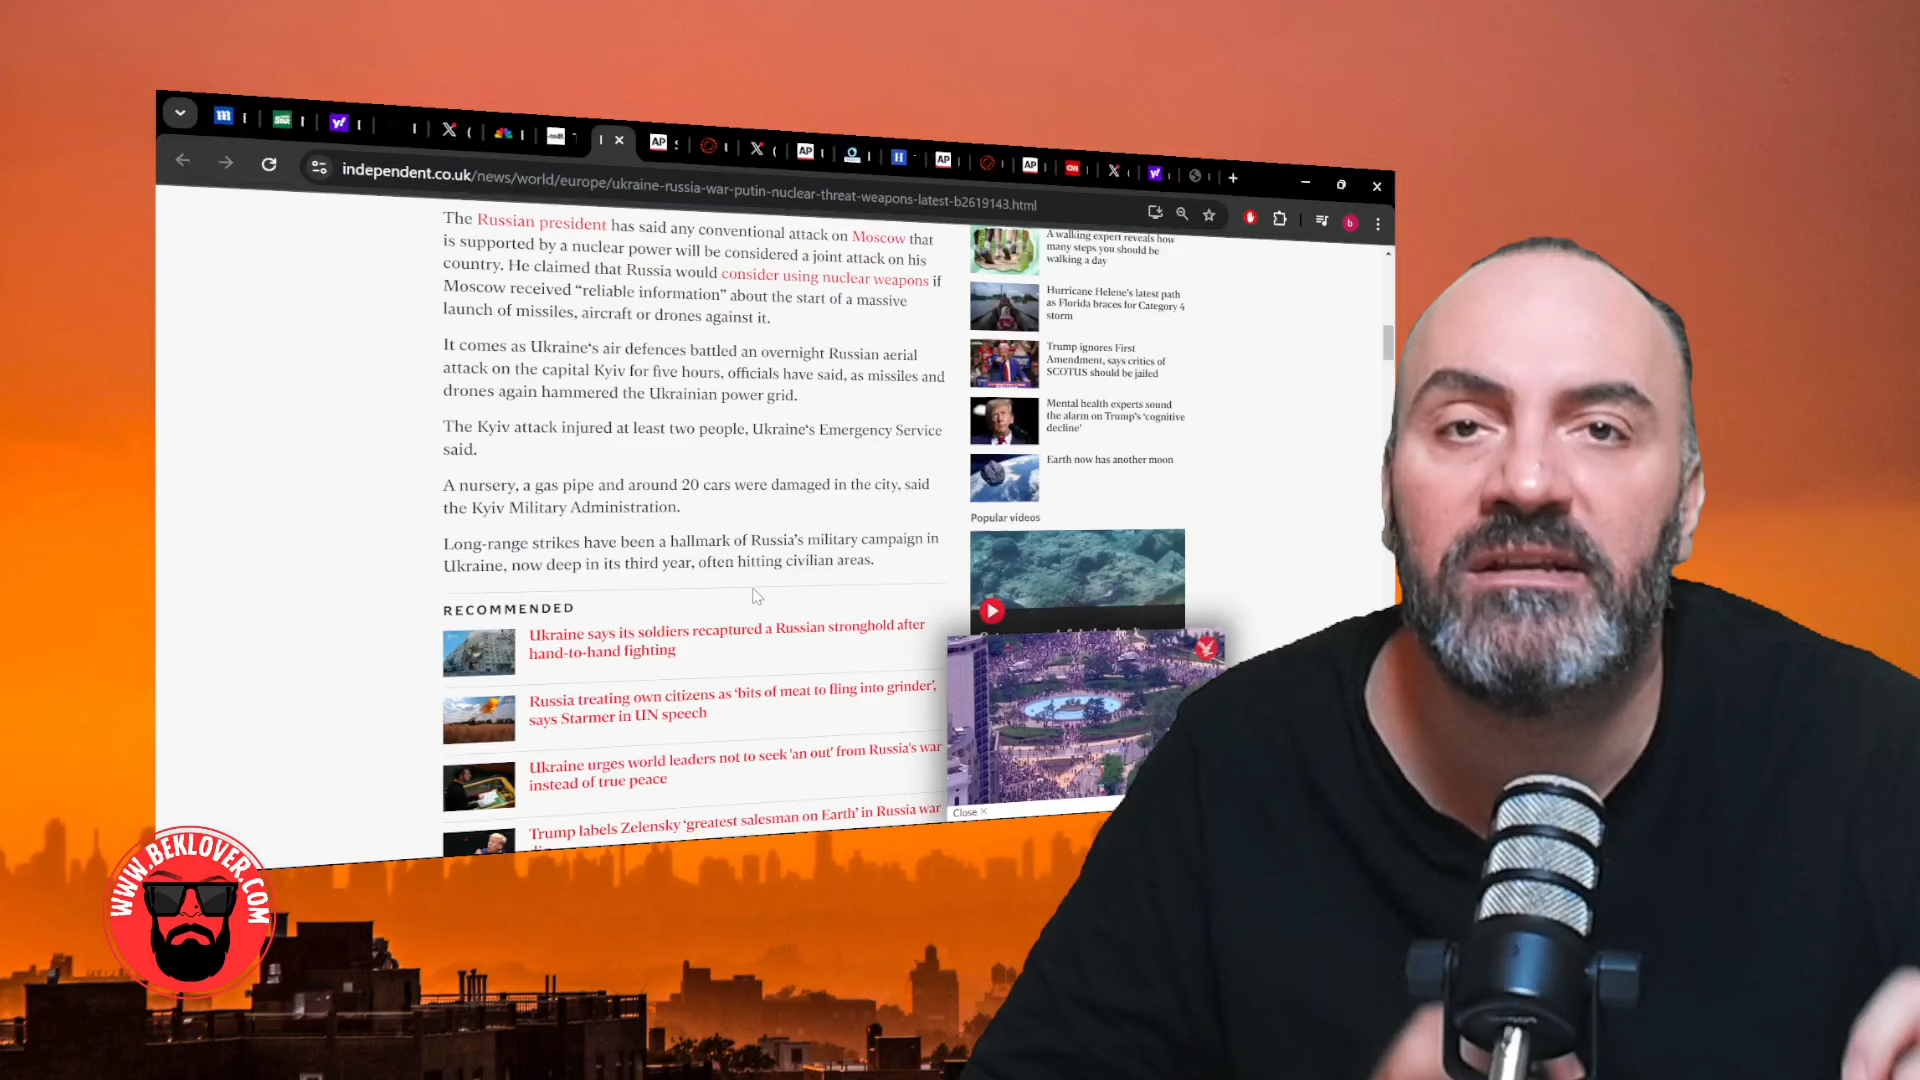 independent.co.uk/news/world/europe/ukraine-russia-war-putin-nuclear-threat-weapons-latest-b2619143.html
The Russian president has said any conventional attack on Moscow that
is supported by a nuclear power will be considered a joint attack on his
country. He claimed that Russia would consider using nuclear weapons if
Moscow received “reliable information” about the start of a massive
launch of missiles, aircraft or drones against it.
It comes as Ukraine‘s air defences battled an overnight Russian aerial
attack on the capital Kyiv for five hours, officials have said, as missiles and
drones again hammered the Ukrainian power grid.
The Kyiv attack injured at least two people, Ukraine‘s Emergency Service
said.
A nursery, a gas pipe and around 20 cars were damaged in the city, said
the Kyiv Military Administration.
Long-range strikes have been a hallmark of Russia’s military campaign in
Ukraine, now deep in its third year, often hitting civilian areas.
RECOMMENDED
Ukraine says its soldiers recaptured a Russian stronghold after
hand-to-hand fighting
Russia treating own citizens as ‘bits of meat to fling into grinder’,
says Starmer in UN speech
Ukraine urges world leaders not to seek 'an out' from Russia's war
instead of true peace
Trump labels Zelensky ‘greatest salesman on Earth’ in Russia war
A walking expert reveals how
many steps you should be
walking a day
Hurricane Helene’s latest path
as Florida braces for Category 4
storm
Trump ignores First
Amendment, says critics of
SCOTUS should be jailed
Mental health experts sound
the alarm on Trump’s ‘cognitive
decline’
Earth now has another moon
Popular videos
Close ×
WWW.BEKLOVER.COM